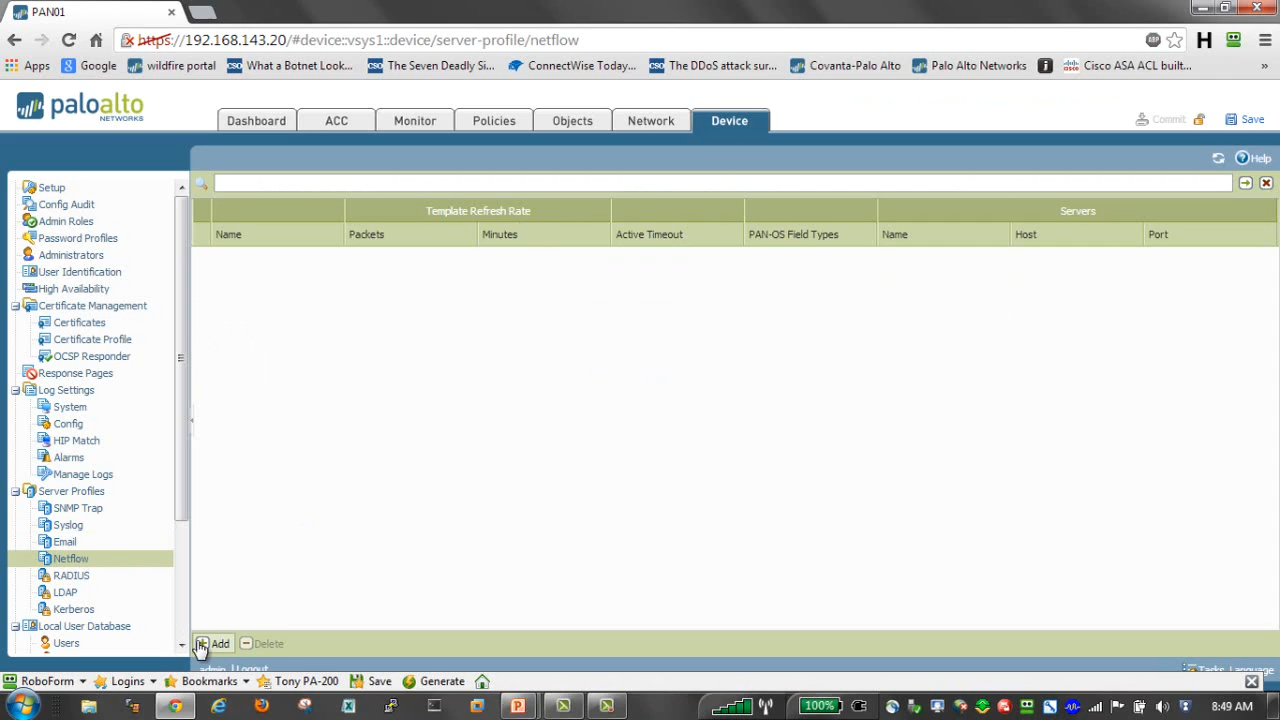 PAN01
https://192.168.143.20/#device::vsys1::device/server-profile/netflow
Apps Google wildfire portal What a Botnet Look... The Seven Deadly Si... ConnectWise Today... The DDoS attack sur... Covanta-Palo Alto Palo Alto Networks Cisco ASA ACL built... »
paloalto NETWORKS
Dashboard ACC Monitor Policies Objects Network Device
Commit Save
Help
Setup
Config Audit
Admin Roles
Password Profiles
Administrators
User Identification
High Availability
Certificate Management
Certificates
Certificate Profile
OCSP Responder
Response Pages
Log Settings
System
Config
HIP Match
Alarms
Manage Logs
Server Profiles
SNMP Trap
Syslog
Email
Netflow
RADIUS
LDAP
Kerberos
Local User Database
Users
Template Refresh Rate Servers
Name Packets Minutes Active Timeout PAN-OS Field Types Name Host Port
Add Delete
admin | Logout Tasks Language
RoboForm Logins Bookmarks Tony PA-200 Save Generate
100% 8:49 AM